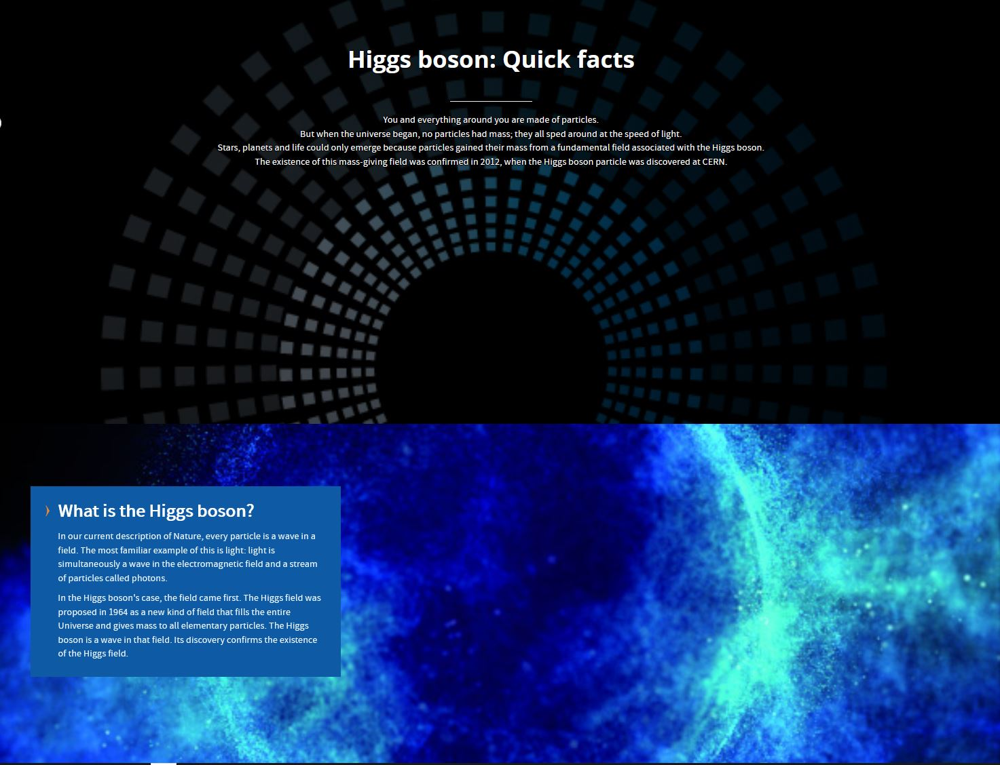 Higgs boson: Quick facts
You and everything around you are made of particles.
But when the universe began, no particles had mass; they all sped around at the speed of light.
Stars, planets and life could only emerge because particles gained their mass from a fundamental field associated with the Higgs boson.
The existence of this mass-giving field was confirmed in 2012, when the Higgs boson particle was discovered at CERN.
What is the Higgs boson?
In our current description of Nature, every particle is a wave in a
field. The most familiar example of this is light: light is
simultaneously a wave in the electromagnetic field and a stream
of particles called photons.
In the Higgs boson's case, the field came first. The Higgs field was
proposed in 1964 as a new kind of field that fills the entire
Universe and gives mass to all elementary particles. The Higgs
boson is a wave in that field. Its discovery confirms the existence
of the Higgs field.